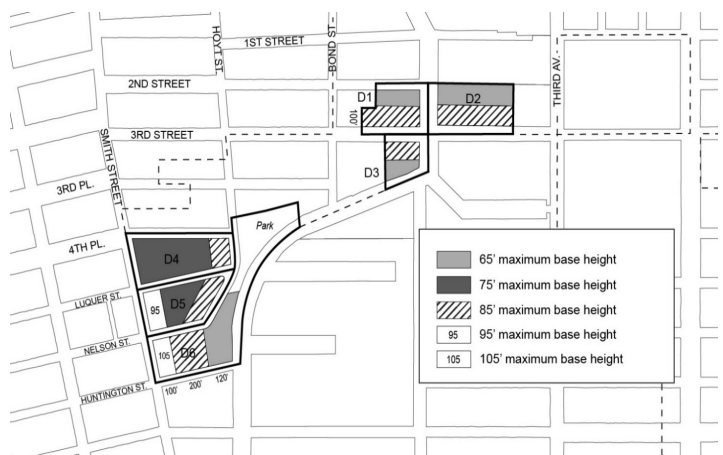 HOYT ST
BOND ST.
1ST STREET
2ND STREET
3RD STREET
SMITH STREET
3RD PL.
4TH PL.
LUQUER ST.
NELSON ST.
HUNTINGTON ST.
THIRD AV.
D1
D2
100'
D3
Park
D4
95
D5
105
D6
100'
200'
120'
65' maximum base height
75' maximum base height
85' maximum base height
95 95' maximum base height
105 105' maximum base height